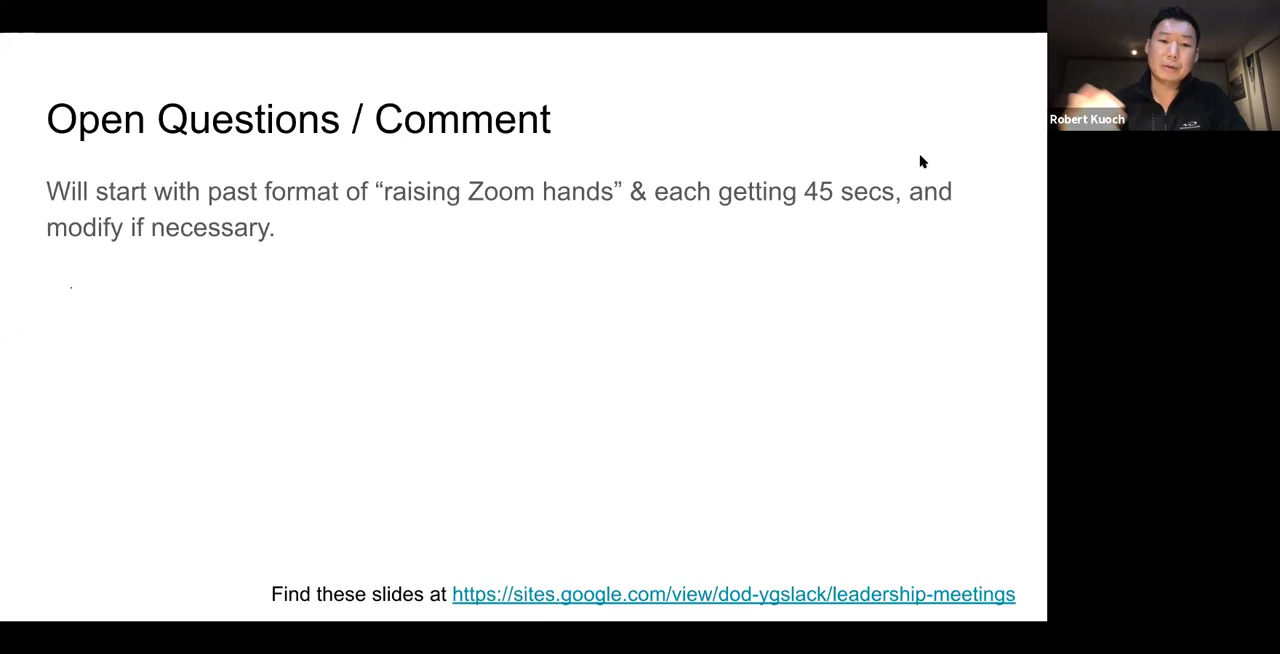 Open Questions / Comment
Will start with past format of “raising Zoom hands” & each getting 45 secs, and
modify if necessary.
Find these slides at https://sites.google.com/view/dod-ygslack/leadership-meetings
Robert Kuoch